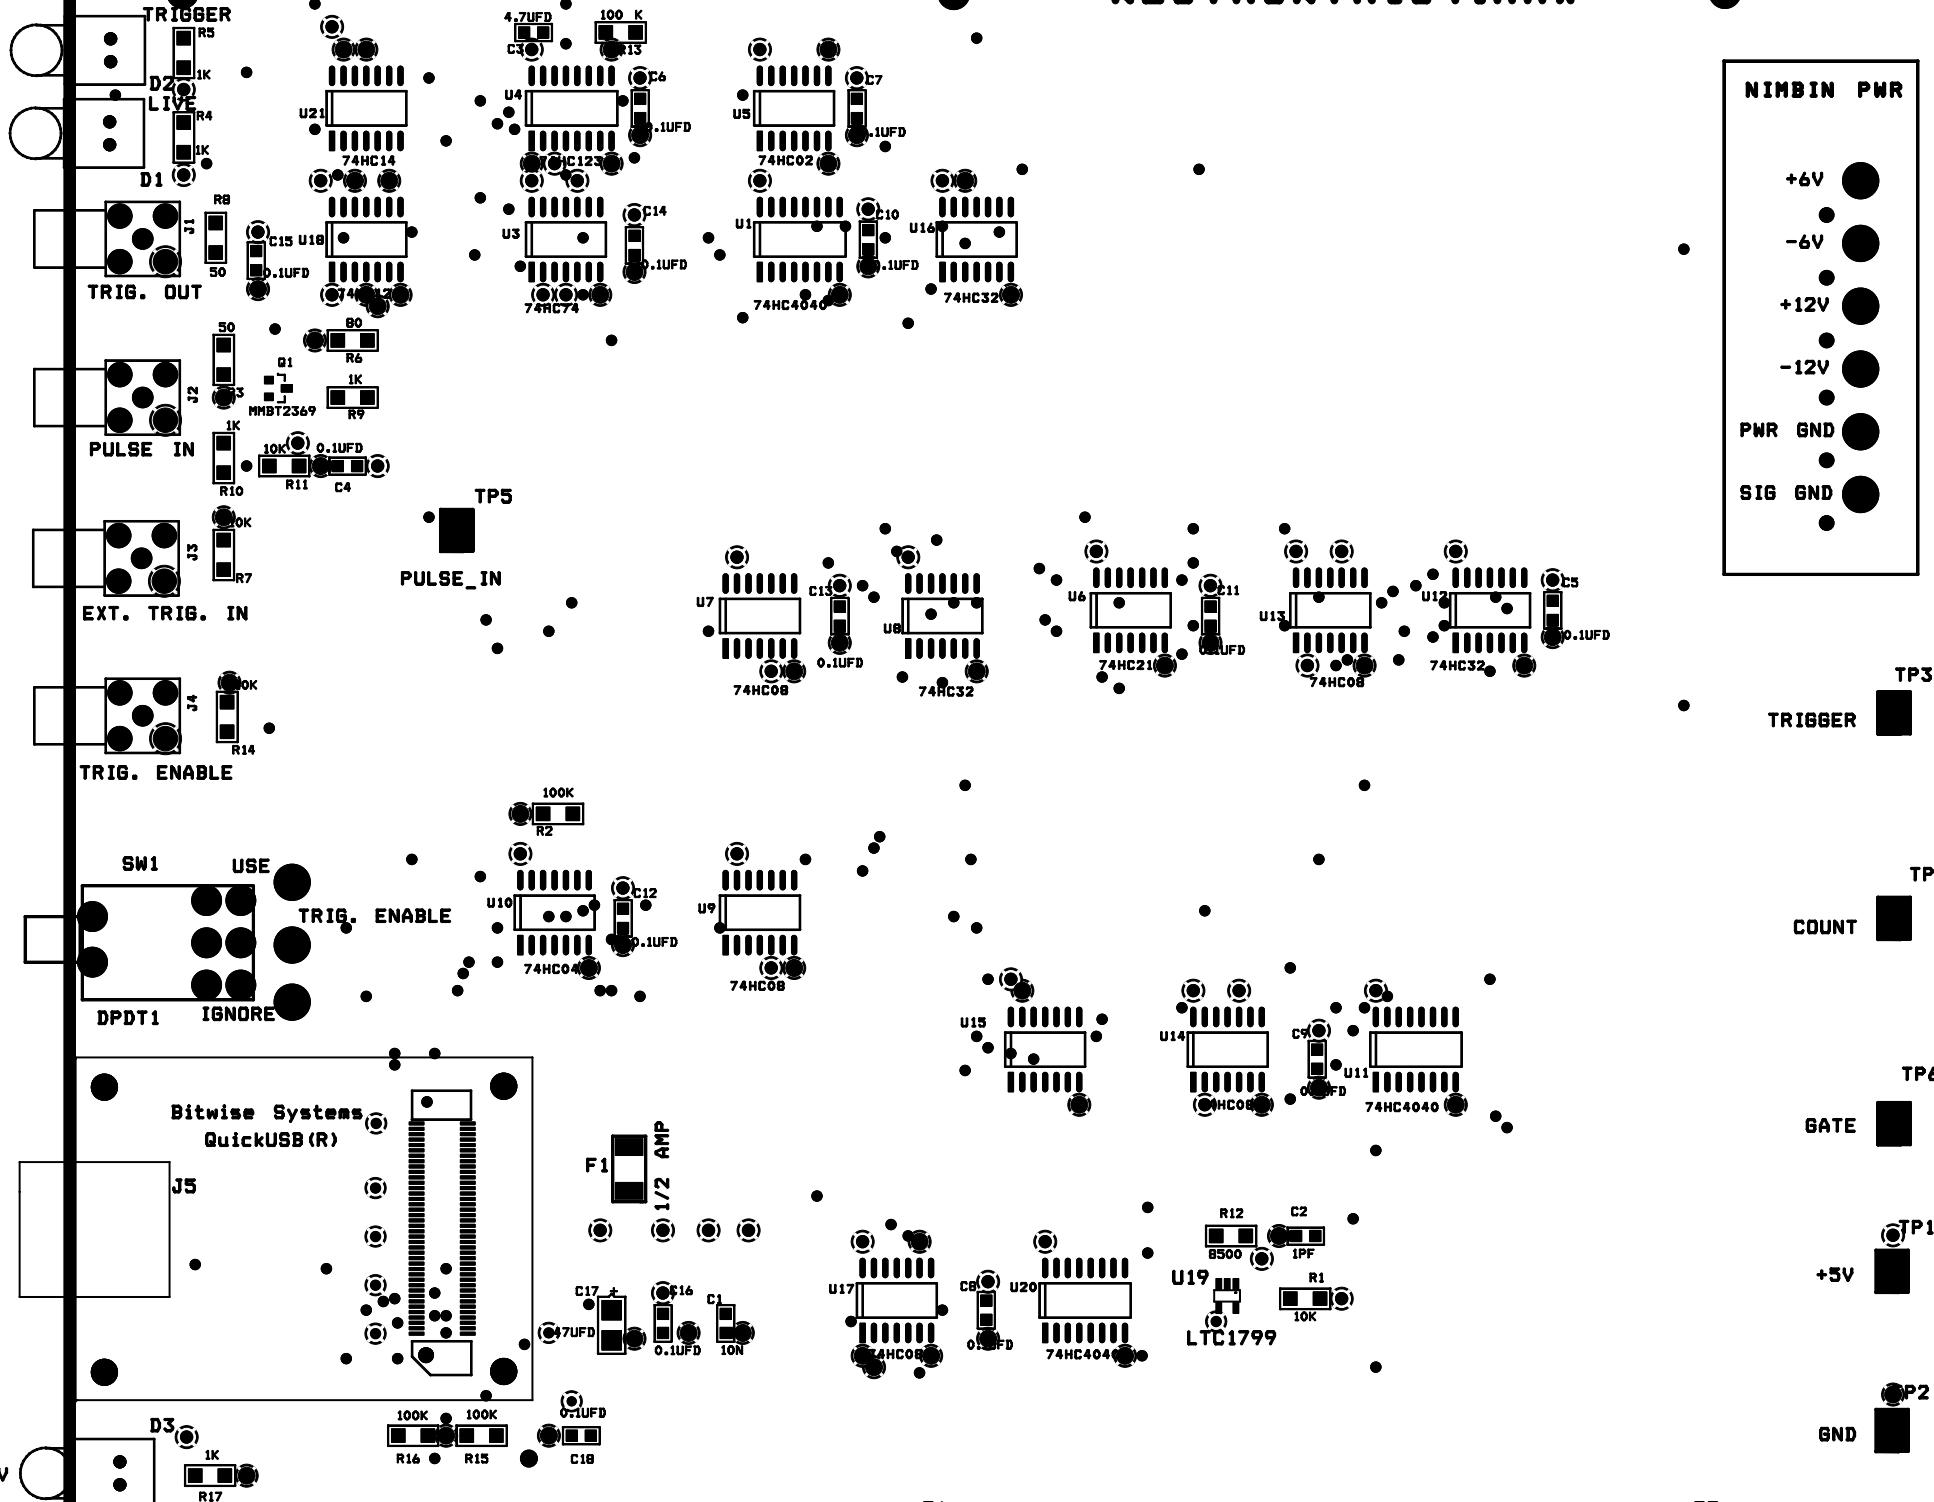 TRIGGER
R5
1K
D2
LIVE
R4
1K
D1
4.7UFD
C3
100 K
R13
U21
74HC14
U4
C6
0.1UFD
U5
C7
74HC02
NIMBIN PWR
+6V
-6V
+12V
-12V
PWR GND
SIG GND
R8
J1
50
TRIG. OUT
C15
0.1UFD
U18
U3
74HC74
C14
0.1UFD
U1
74HC4040
C10
U16
74HC32
50
J2
PULSE IN
Q1
MMBT2369
80
R6
1K
R9
1K
R10
10K
R11
0.1UFD
C4
J3
R7
EXT. TRIG. IN
TP5
PULSE_IN
U7
74HC08
C13
0.1UFD
U8
74HC32
U6
74HC21
C11
U13
74HC08
U12
74HC32
C5
0.1UFD
J4
R14
TRIG. ENABLE
TP3
TRIGGER
100K
R2
SW1
USE
TRIG. ENABLE
IGNORE
DPDT1
U10
74HC04
C12
0.1UFD
U9
74HC08
COUNT
U15
U14
C9
U11
74HC4040
Bitwise Systems
QuickUSB(R)
J5
F1
1/2 AMP
GATE
C17
+
47UFD
C16
0.1UFD
C1
10N
U17
C8
U20
R12
8500
C2
1PF
U19
LTC1799
R1
10K
TP1
+5V
GND
D3
1K
R17
100K
R16
100K
R15
0.1UFD
C18